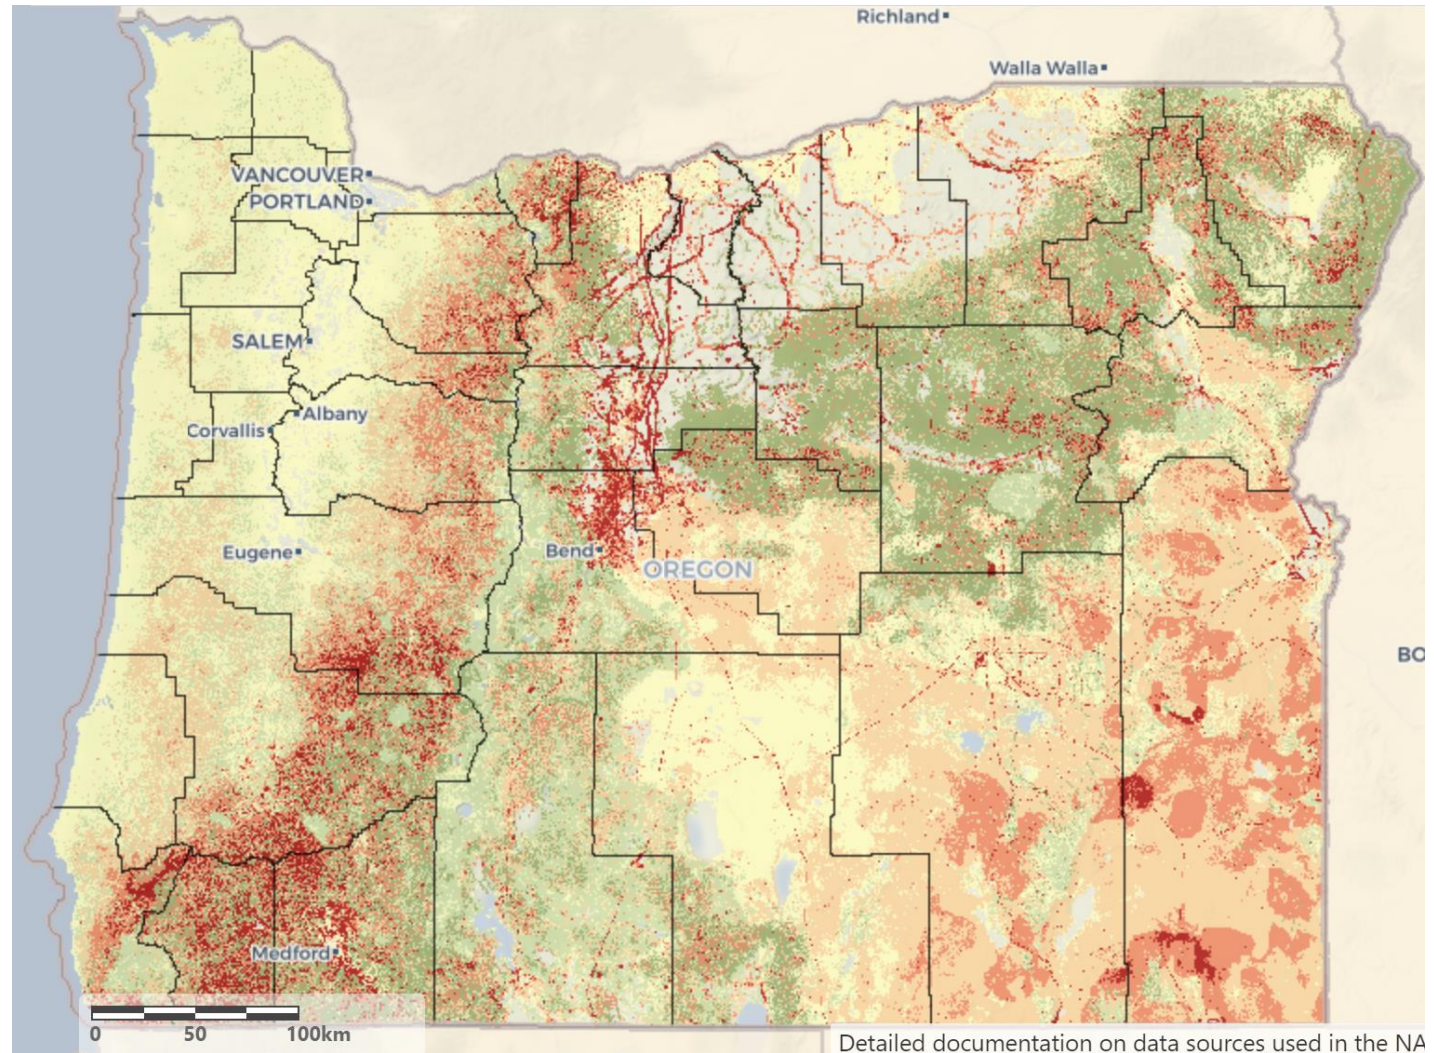 Richland
Walla Walla
VANCOUVER
PORTLAND
SALEM
Albany
Corvallis
Eugene
Bend
OREGON
BO
Medford
0 50 100km
Detailed documentation on data sources used in the NA